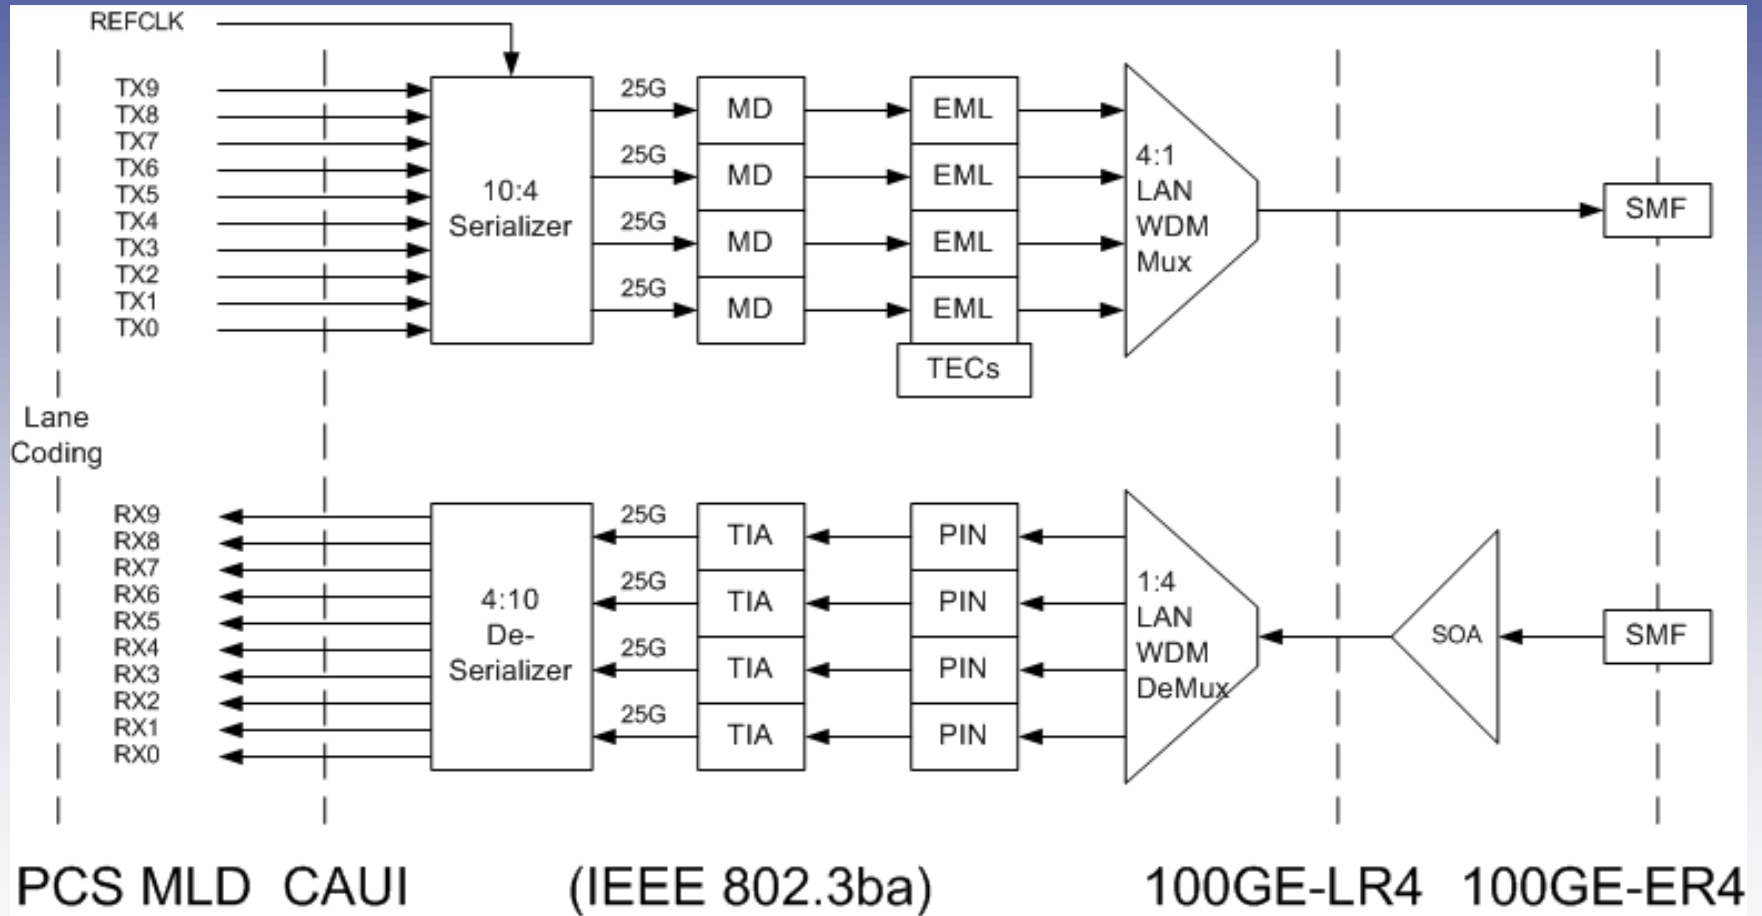 REFCLK
TX9
TX8
TX7
TX6
TX5
TX4
TX3
TX2
TX1
TX0
10:4
Serializer
25G
25G
25G
25G
MD
MD
MD
MD
EML
EML
EML
EML
TECs
4:1
LAN
WDM
Mux
SMF
Lane
Coding
RX9
RX8
RX7
RX6
RX5
RX4
RX3
RX2
RX1
RX0
4:10
De-
Serializer
25G
25G
25G
25G
TIA
TIA
TIA
TIA
PIN
PIN
PIN
PIN
1:4
LAN
WDM
DeMux
SOA
SMF
PCS MLD CAUI (IEEE 802.3ba) 100GE-LR4 100GE-ER4